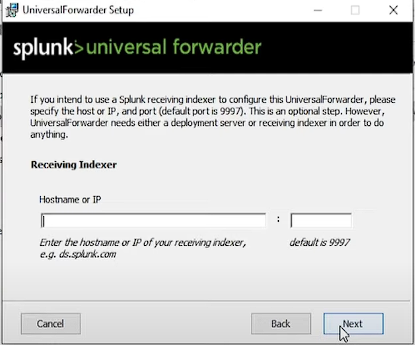 UniversalForwarder Setup
splunk>universal forwarder
If you intend to use a Splunk receiving indexer to configure this UniversalForwarder, please
specify the host or IP, and port (default port is 9997). This is an optional step. However,
UniversalForwarder needs either a deployment server or receiving indexer in order to do
anything.
Receiving Indexer
Hostname or IP
:
Enter the hostname or IP of your receiving indexer, default is 9997
e.g. ds.splunk.com
Cancel Back Next